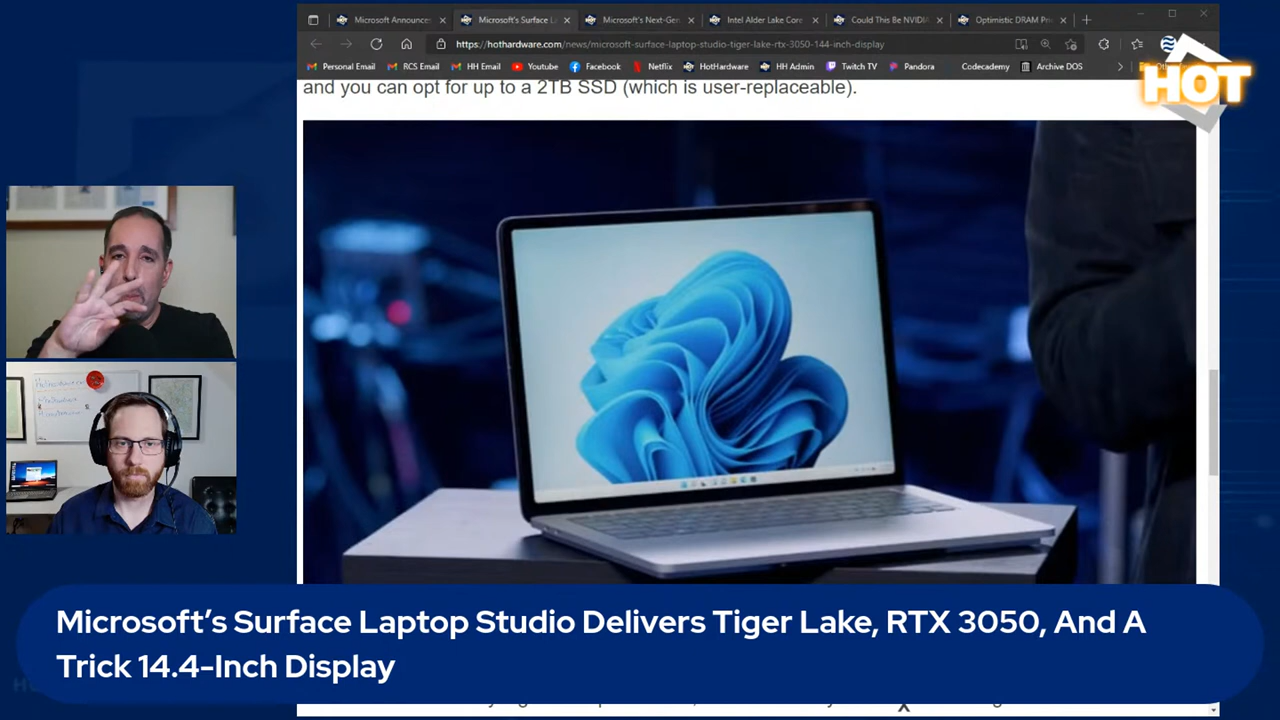 Microsoft Announce
Microsoft's Surface L
Microsoft's Next-Gen
Intel Alder Lake Core
Could This Be NVIDIA
Optimistic DRAM Pri
https://hothardware.com/news/microsoft-surface-laptop-studio-tiger-lake-rtx-3050-144-inch-display
Personal Email
RCS Email
HH Email
Youtube
Facebook
Netflix
HotHardware
HH Admin
Twitch TV
Pandora
Codecademy
Archive DOS
HOT
and you can opt for up to a 2TB SSD (which is user-replaceable).
Microsoft's Surface Laptop Studio Delivers Tiger Lake, RTX 3050, And A
Trick 14.4-Inch Display